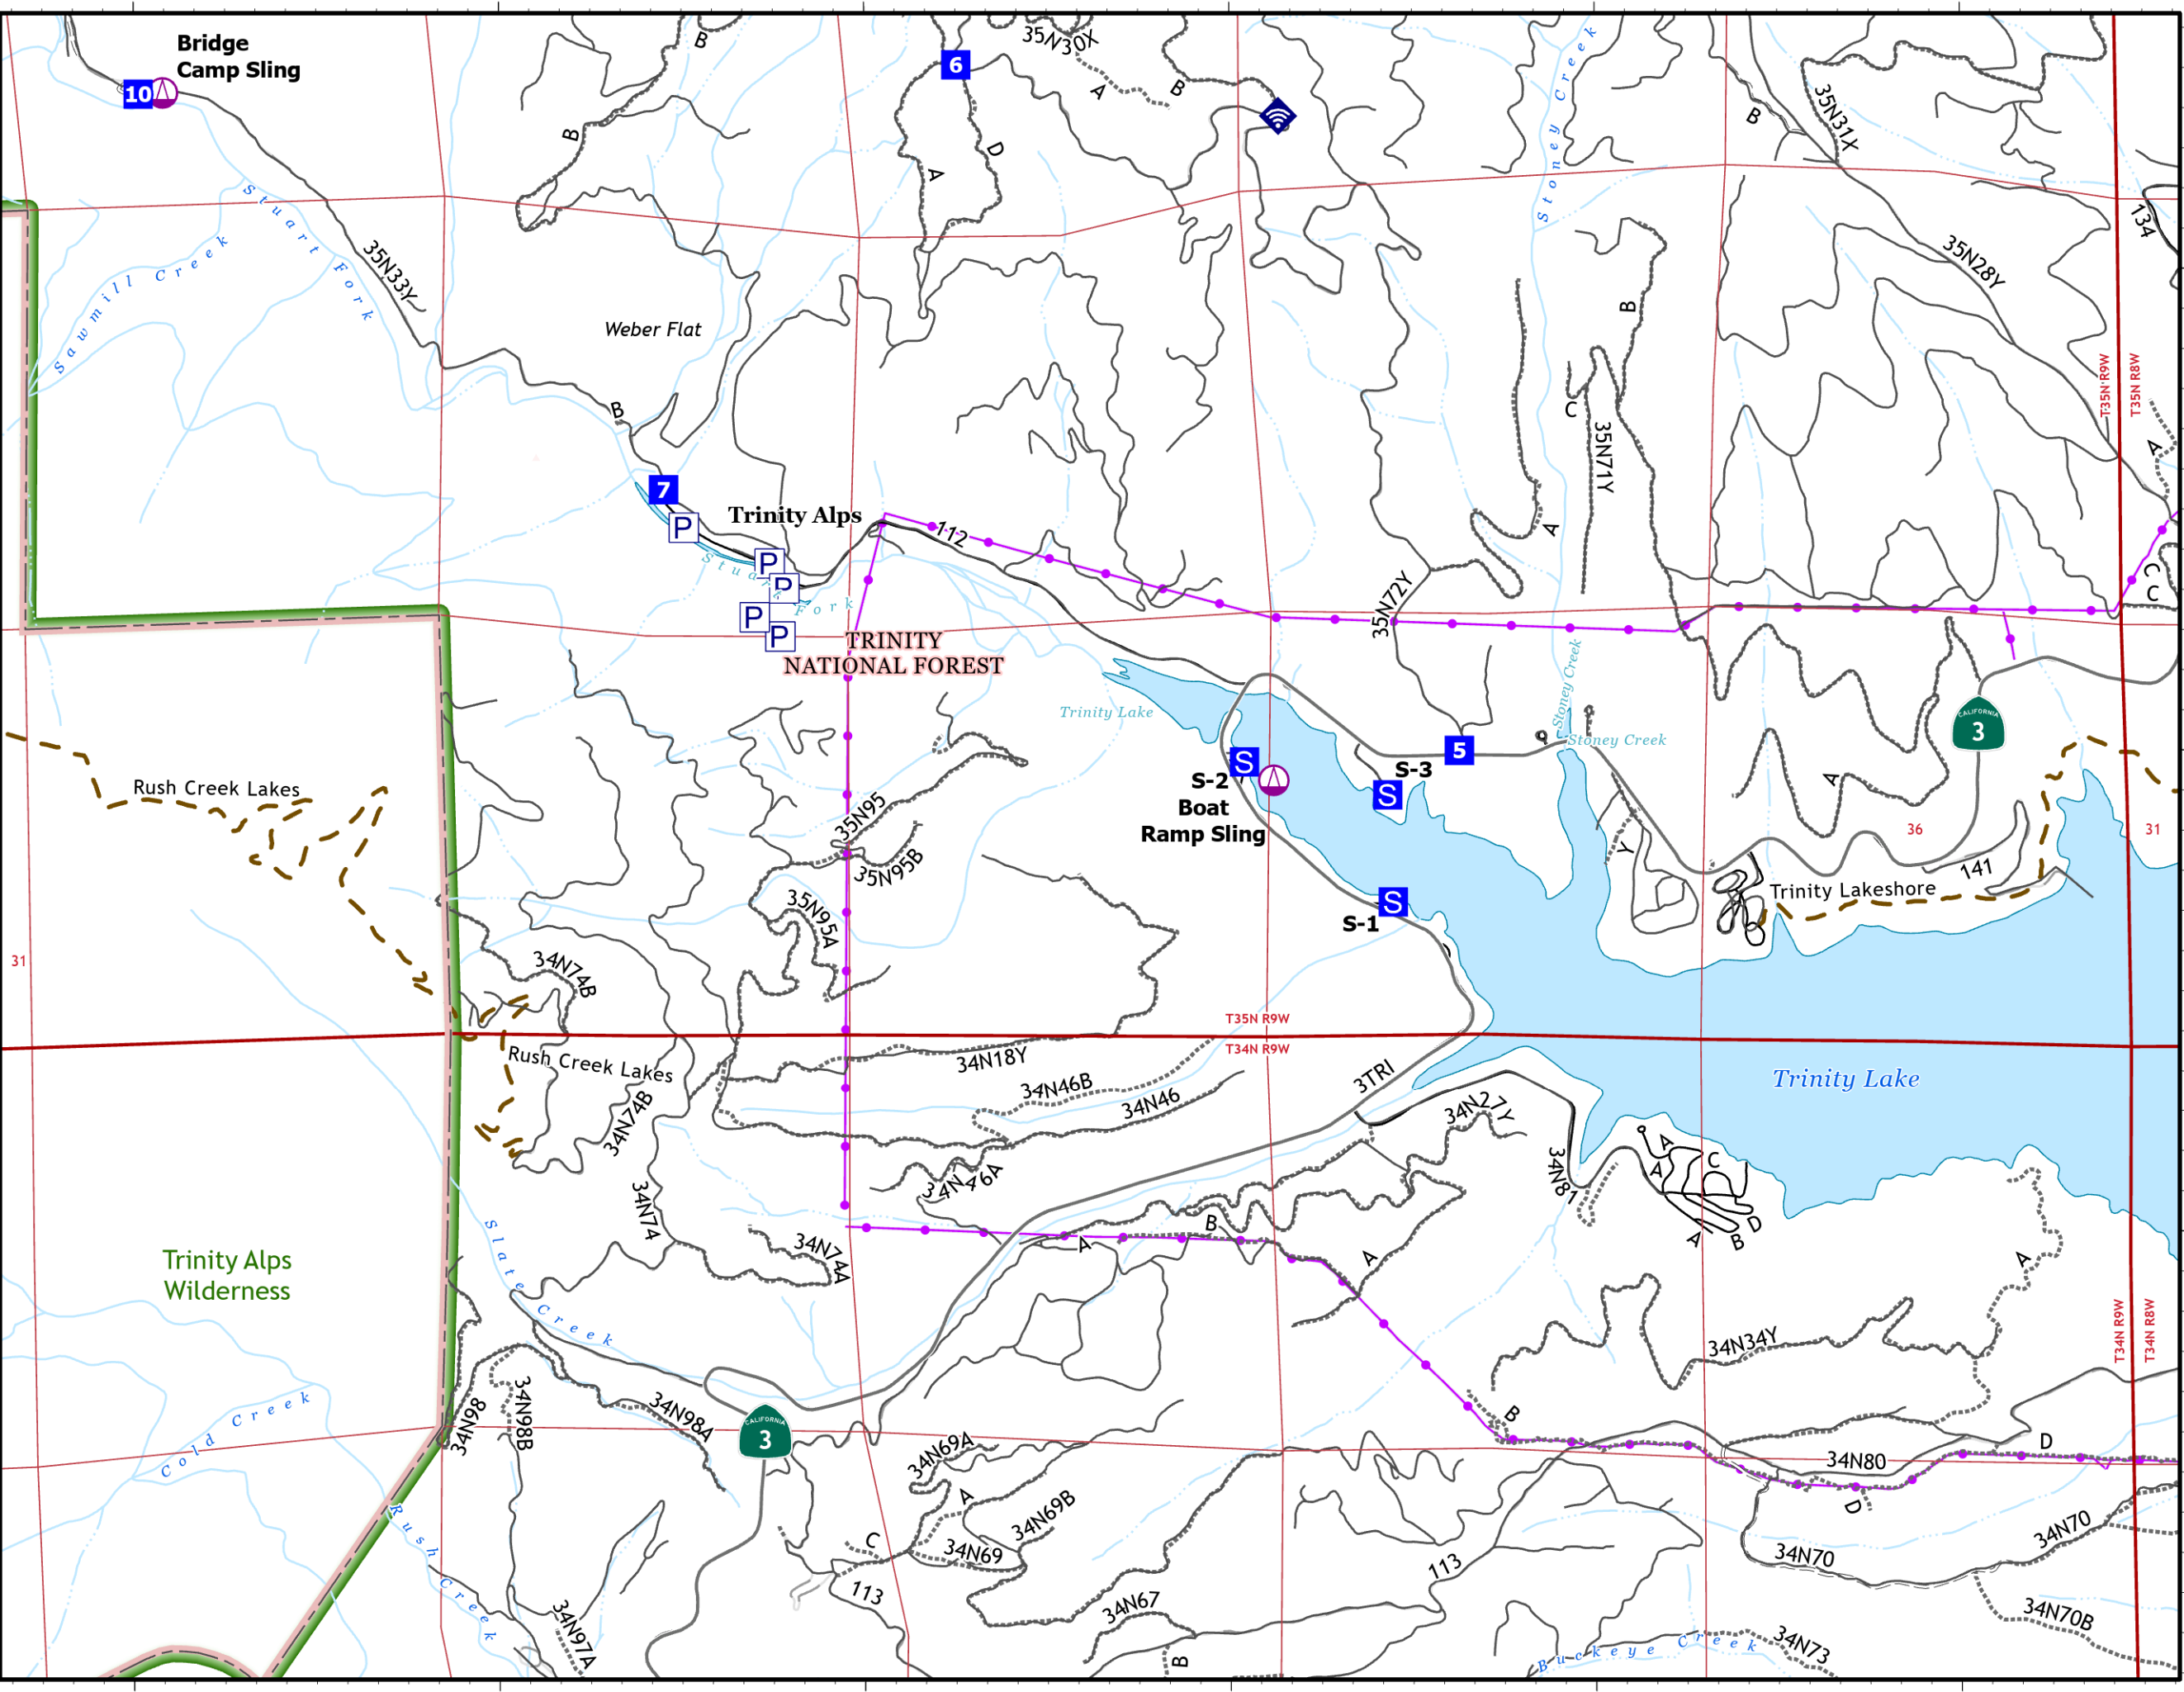 Bridge
Camp Sling
10
B
B
35N30X
A
B
6
A
D
Stoney Creek
B
35N31X
134
Stuart Fork
Sawmill Creek
35N33Y
35N28Y
Weber Flat
B
B
C
35N71Y
A
T35N R9W
T35N R8W
A
7
P
P
P
P
P
Trinity Alps
Stuart Fork
112
35N72Y
C
C
TRINITY
NATIONAL FOREST
Trinity Lake
Stoney Creek
Stoney Creek
5
S
S-2
Boat
Ramp Sling
S-3
S
S
S-1
CALIFORNIA
3
A
36
31
Y
141
Trinity Lakeshore
Rush Creek Lakes
35N95
35N95B
35N95A
31
34N74B
T35N R9W
T34N R9W
Rush Creek Lakes
34N74B
34N18Y
34N46B
34N46
3TRI
34N27Y
34N46A
Trinity Lake
A
A
C
34N81
D
B
A
34N74
34N74A
A
B
A
A
Slate Creek
Trinity Alps
Wilderness
T34N R9W
T34N R8W
34N34Y
Cold Creek
34N98
34N98B
34N98A
CALIFORNIA
3
34N69A
A
34N69B
34N69
C
113
B
34N80
D
D
34N70
34N70
34N70B
113
34N67
B
Rush Creek
34N97A
Buckeye Creek
34N73